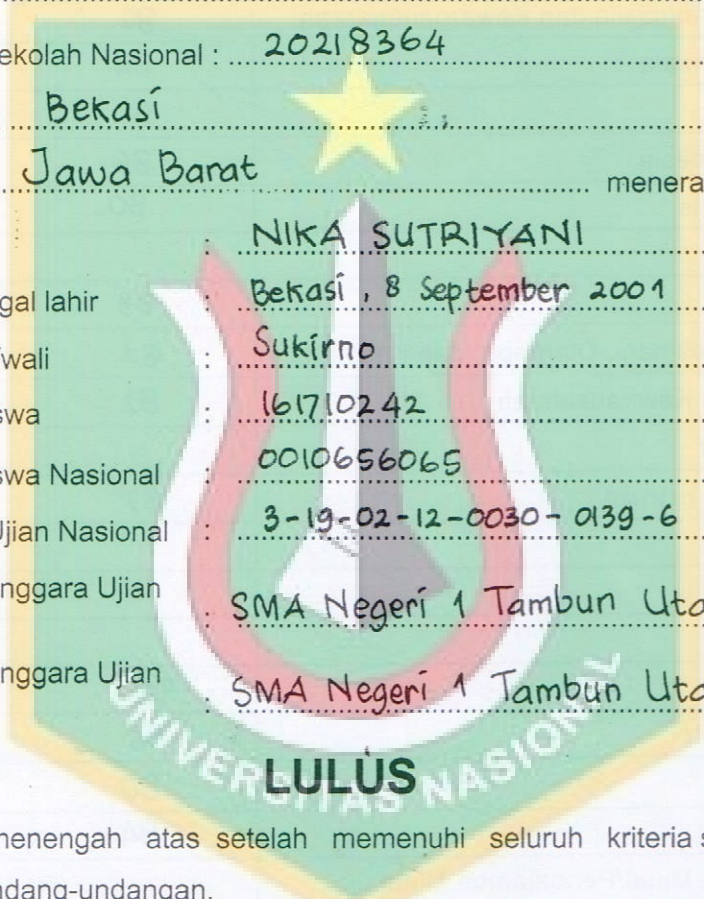 ekolah Nasional : 20218364
Bekasi
Jawa Barat menera
: NIKA SUTRIYANI
gal lahir : Bekasi, 8 September 2001
wali : Sukirno
swa : 161710242
swa Nasional : 0010656065
Ujian Nasional : 3-19-02-12-0030-0139-6
nggara Ujian : SMA Negeri 1 Tambun Uta
nggara Ujian : SMA Negeri 1 Tambun Uta
UNIVERSITAS NASIONAL
LULUS
menengah atas setelah memenuhi seluruh kriteria s
ndang-undangan.